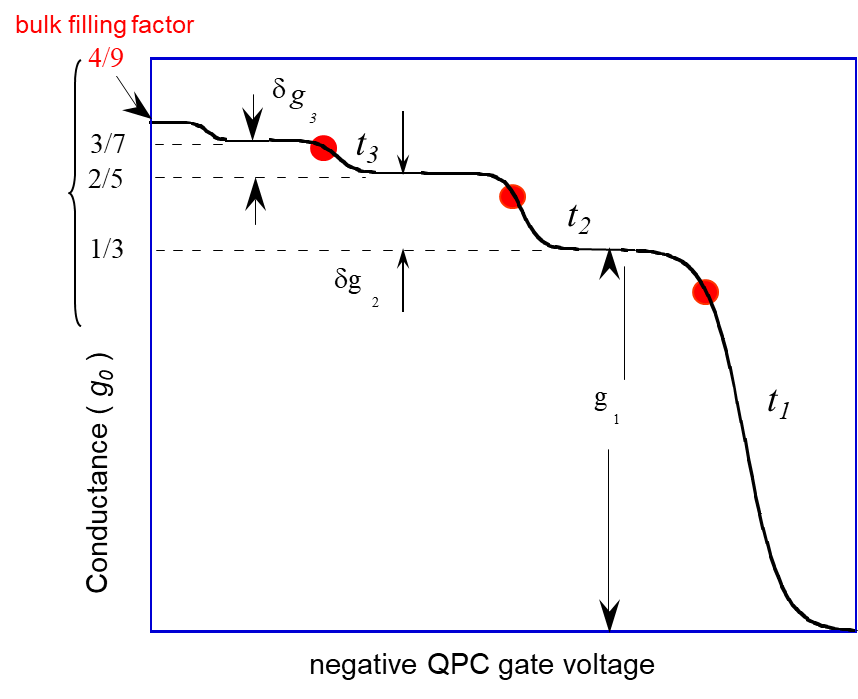 bulk filling factor
4/9
δg₃
3/7
t₃
2/5
t₂
1/3
δg₂
g₁
t₁
Conductance ( g₀ )
negative QPC gate voltage